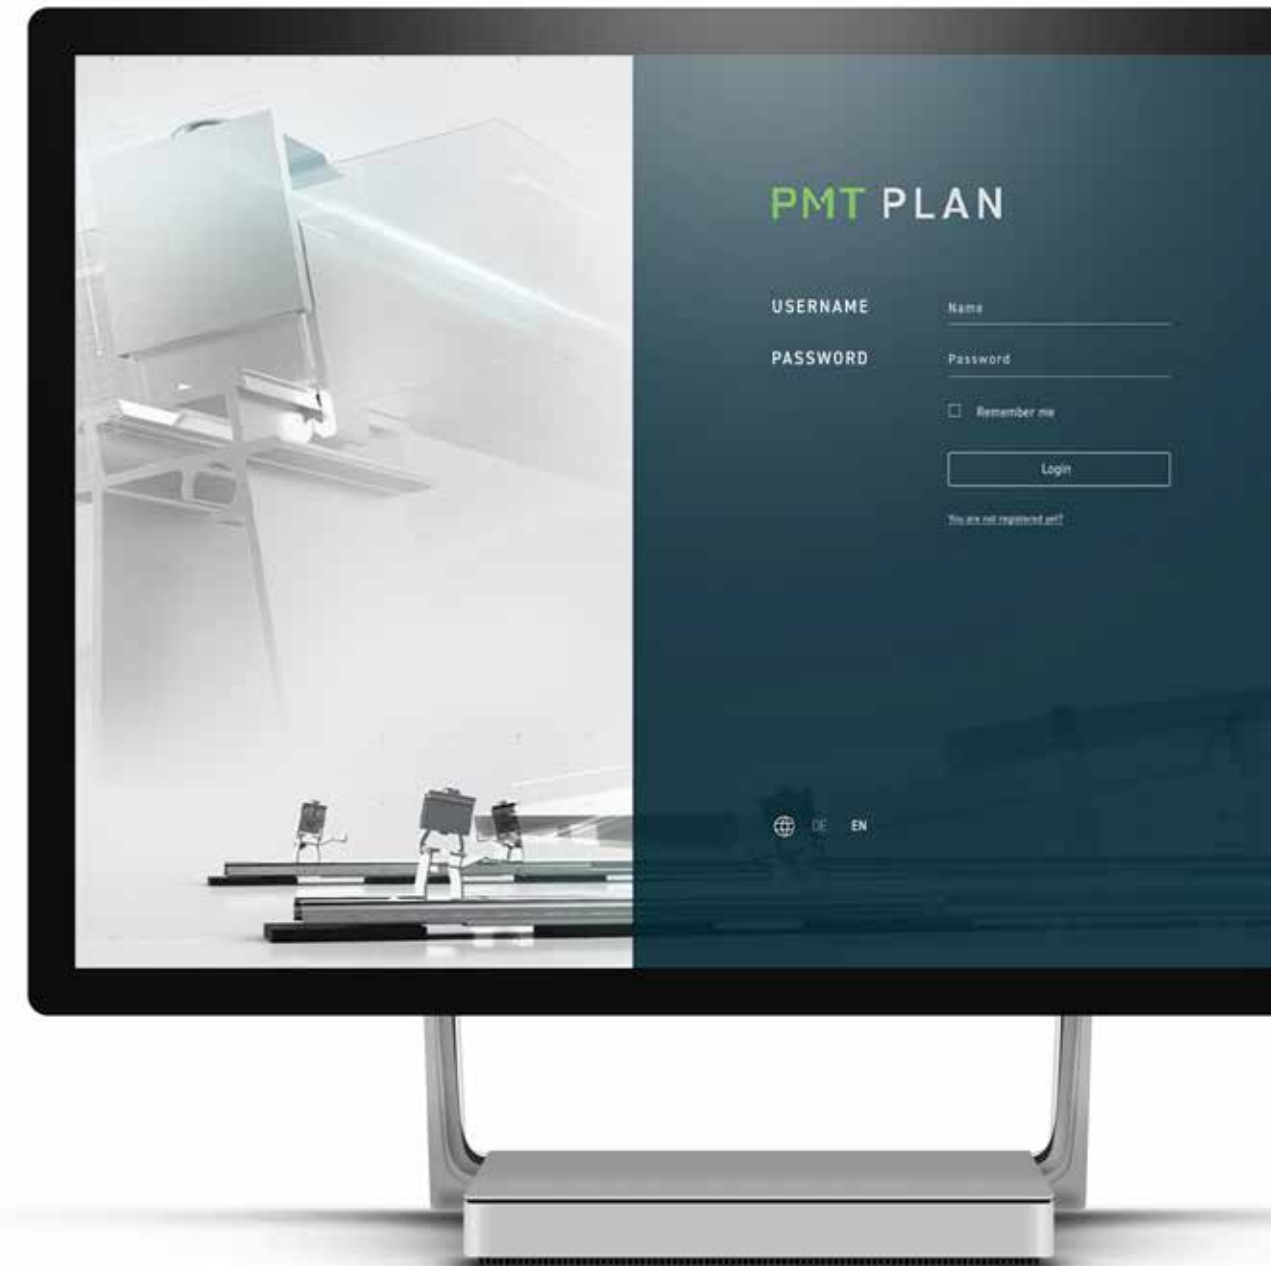 PMT PLAN
USERNAME Name
PASSWORD Password
Remember me
Login
You are not registered yet?
DE EN